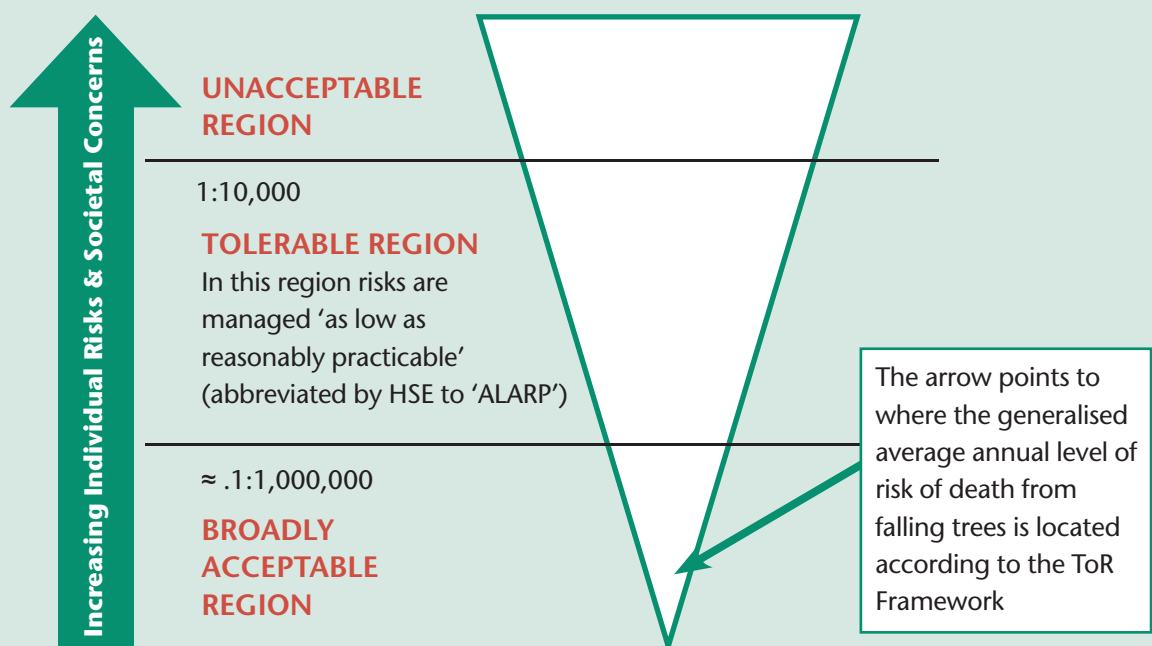 Increasing Individual Risks & Societal Concerns
UNACCEPTABLE
REGION
1:10,000
TOLERABLE REGION
In this region risks are
managed ‘as low as
reasonably practicable’
(abbreviated by HSE to ‘ALARP’)
≈ .1:1,000,000
BROADLY
ACCEPTABLE
REGION
The arrow points to
where the generalised
average annual level of
risk of death from
falling trees is located
according to the ToR
Framework